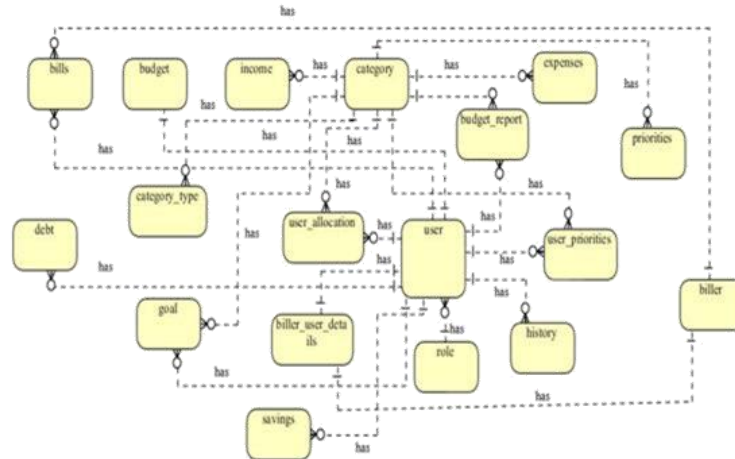 has
bills
budget
income
has
category
has
expenses
has
has
has
has
budget_report
priorities
has
has
has
category_type
has
has
debt
user_allocation
has
user
has
has
user_priorities
has
has
has
has
biller
goal
biller_user_deta
ils
has
role
history
has
has
savings
has